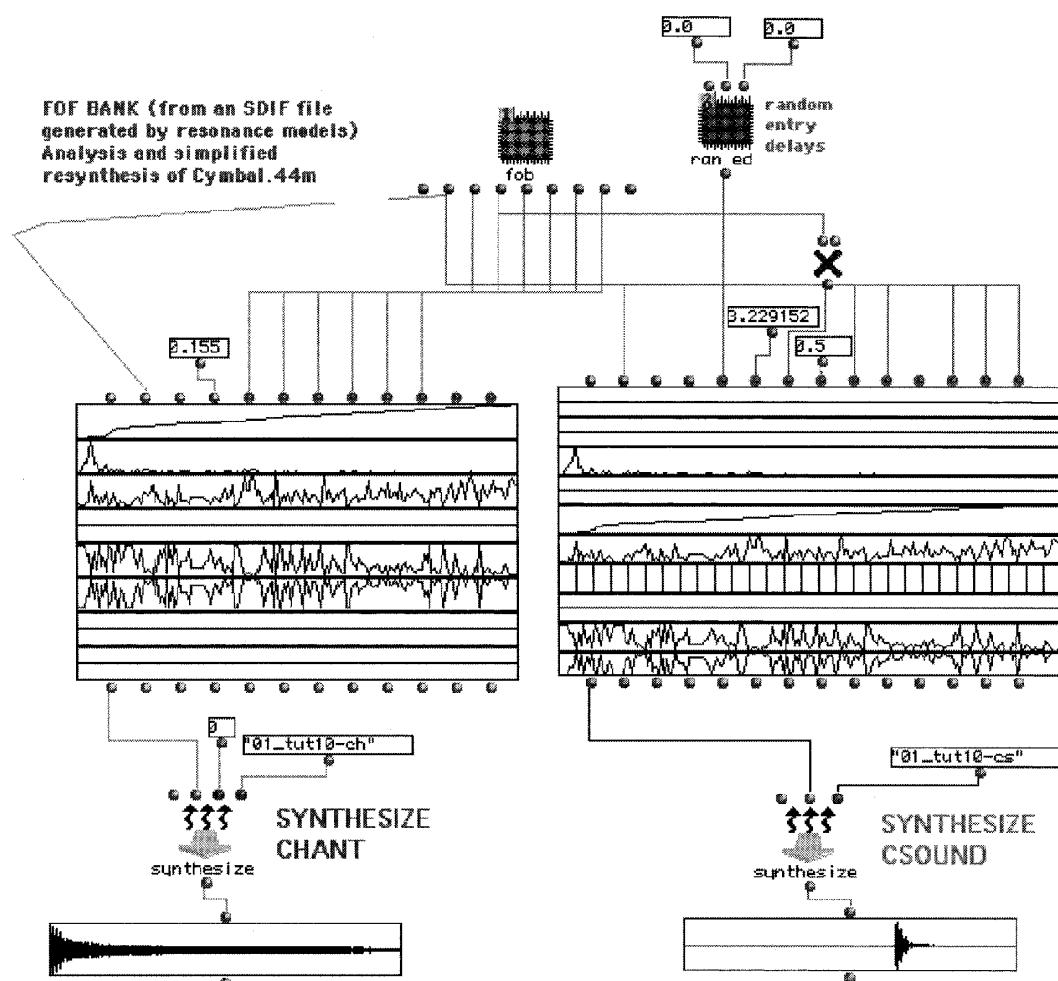 0.0
0.0
FOF BANK (from an SDIF file
generated by resonance models)
Analysis and simplified
resynthesis of Cymbal.44m
1
fob
2
ran ed
random
entry
delays
0.155
3.229152
0.5
0
"01_tut10-ch"
SYNTHESIZE
CHANT
synthesize
"01_tut10-cs"
SYNTHESIZE
CSOUND
synthesize